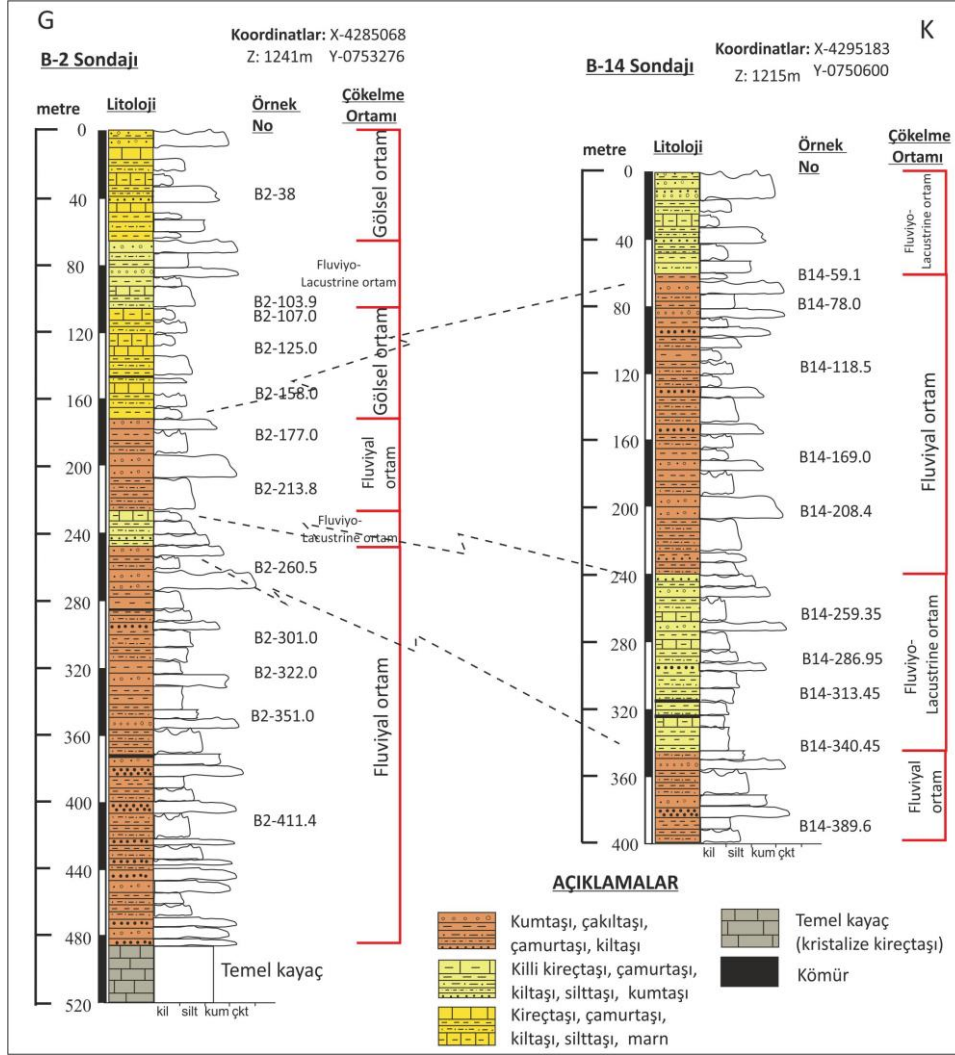 G
K
Koordinatlar: X-4285068
B-2 Sondajı
Z: 1241m Y-0753276
metre
Litoloji
Örnek
No
Çökelme
Ortamı
0
40
80
120
160
200
240
280
320
360
400
440
480
520
B2-38
B2-103.9
B2-107.0
B2-125.0
B2-158.0
B2-177.0
B2-213.8
B2-260.5
B2-301.0
B2-322.0
B2-351.0
B2-411.4
Gölsel ortam
Fluviyo-
Lacustrine ortam
Gölsel ortam
Fluviyal
ortam
Fluviyo-
Lacustrine ortam
Fluviyal ortam
Temel kayaç
kil silt kum çkt
Koordinatlar: X-4295183
B-14 Sondajı
Z: 1215m Y-0750600
metre
Litoloji
Örnek
No
Çökelme
Ortamı
0
40
80
120
160
200
240
280
320
360
400
B14-59.1
B14-78.0
B14-118.5
B14-169.0
B14-208.4
B14-259.35
B14-286.95
B14-313.45
B14-340.45
B14-389.6
Fluviyo-
Lacustrine ortam
Fluviyal ortam
Fluviyo-
Lacustrine ortam
Fluviyal
ortam
kil silt kum çkt
AÇIKLAMALAR
Kumtaşı, çakıltaşı,
çamurtaşı, kiltaşı
Killi kireçtaşı, çamurtaşı,
kiltaşı, silttaşı, kumtaşı
Kireçtaşı, çamurtaşı,
kiltaşı, silttaşı, marn
Temel kayaç
(kristalize kireçtaşı)
Kömür